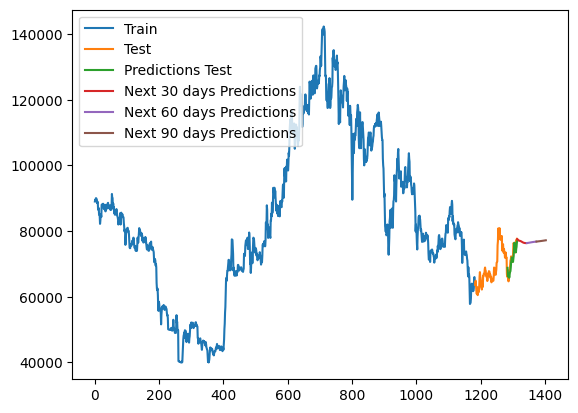 140000
120000
100000
80000
60000
40000
Train
Test
Predictions Test
Next 30 days Predictions
Next 60 days Predictions
Next 90 days Predictions
0 200 400 600 800 1000 1200 1400